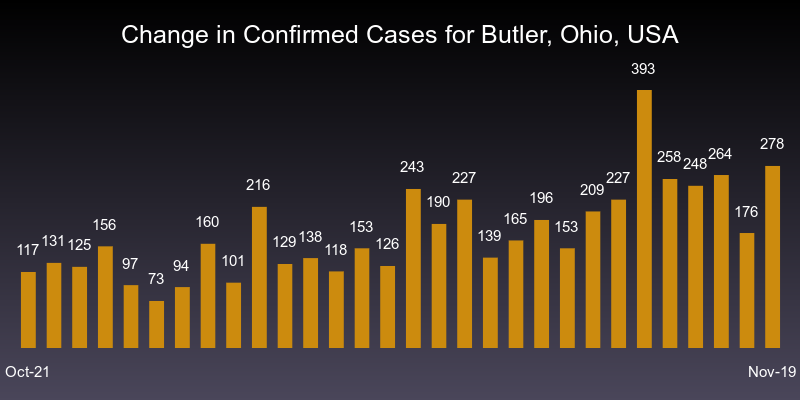 Change in Confirmed Cases for Butler, Ohio, USA
393
258 248 264 278
243 227 227
216 190 196 209 176
156 160 153 165 153
117 131 125 129 138 126 139
97 73 94 101 118
Oct-21 Nov-19